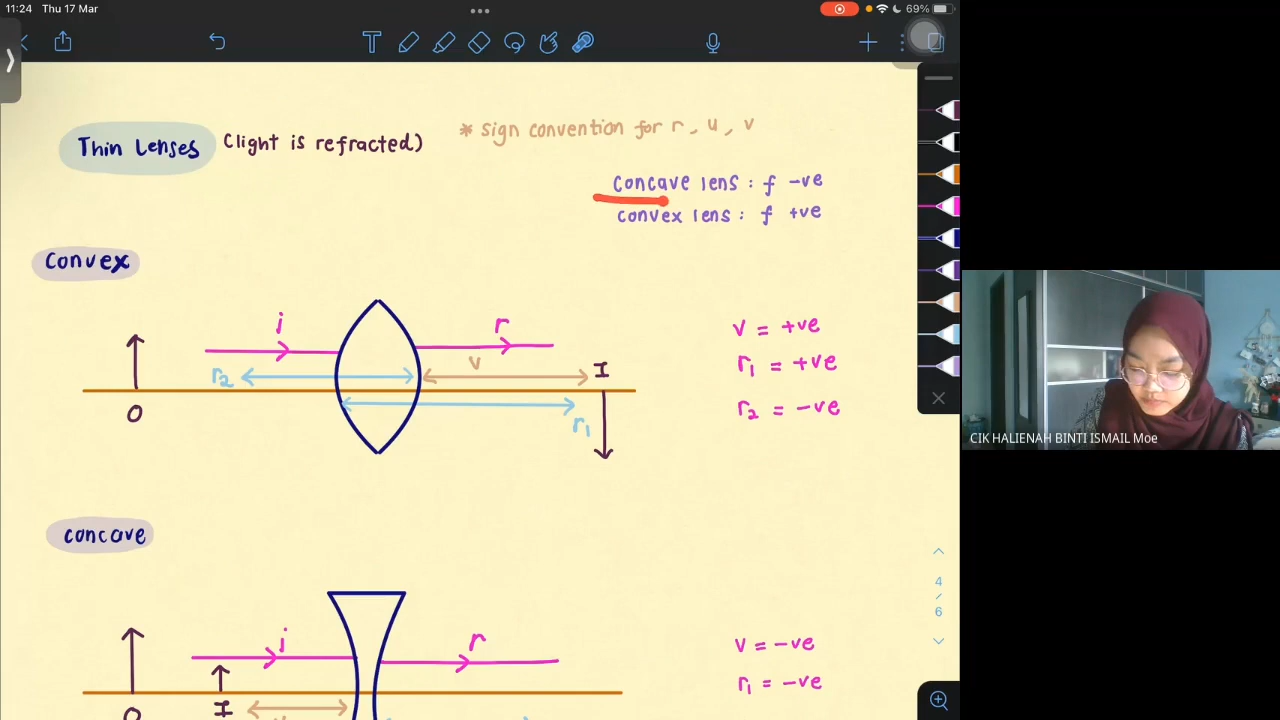 11:24 Thu 17 Mar
69%
Thin Lenses (light is refracted)
* sign convention for r, u, v
concave lens : f -ve
convex lens : f +ve
convex
i
r
v = +ve
r2
v
I
r1 = +ve
O
r1
r2 = -ve
CIK HALIENAH BINTI ISMAIL Moe
concave
4
/
6
i
r
v = -ve
I
r1 = -ve